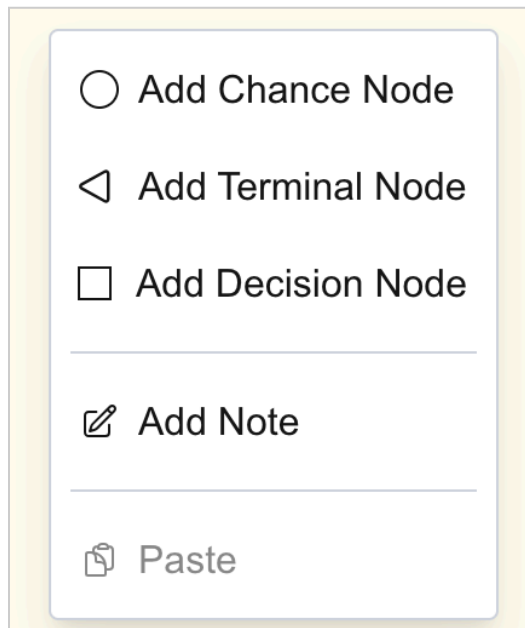 Add Chance Node
Add Terminal Node
Add Decision Node
Add Note
Paste